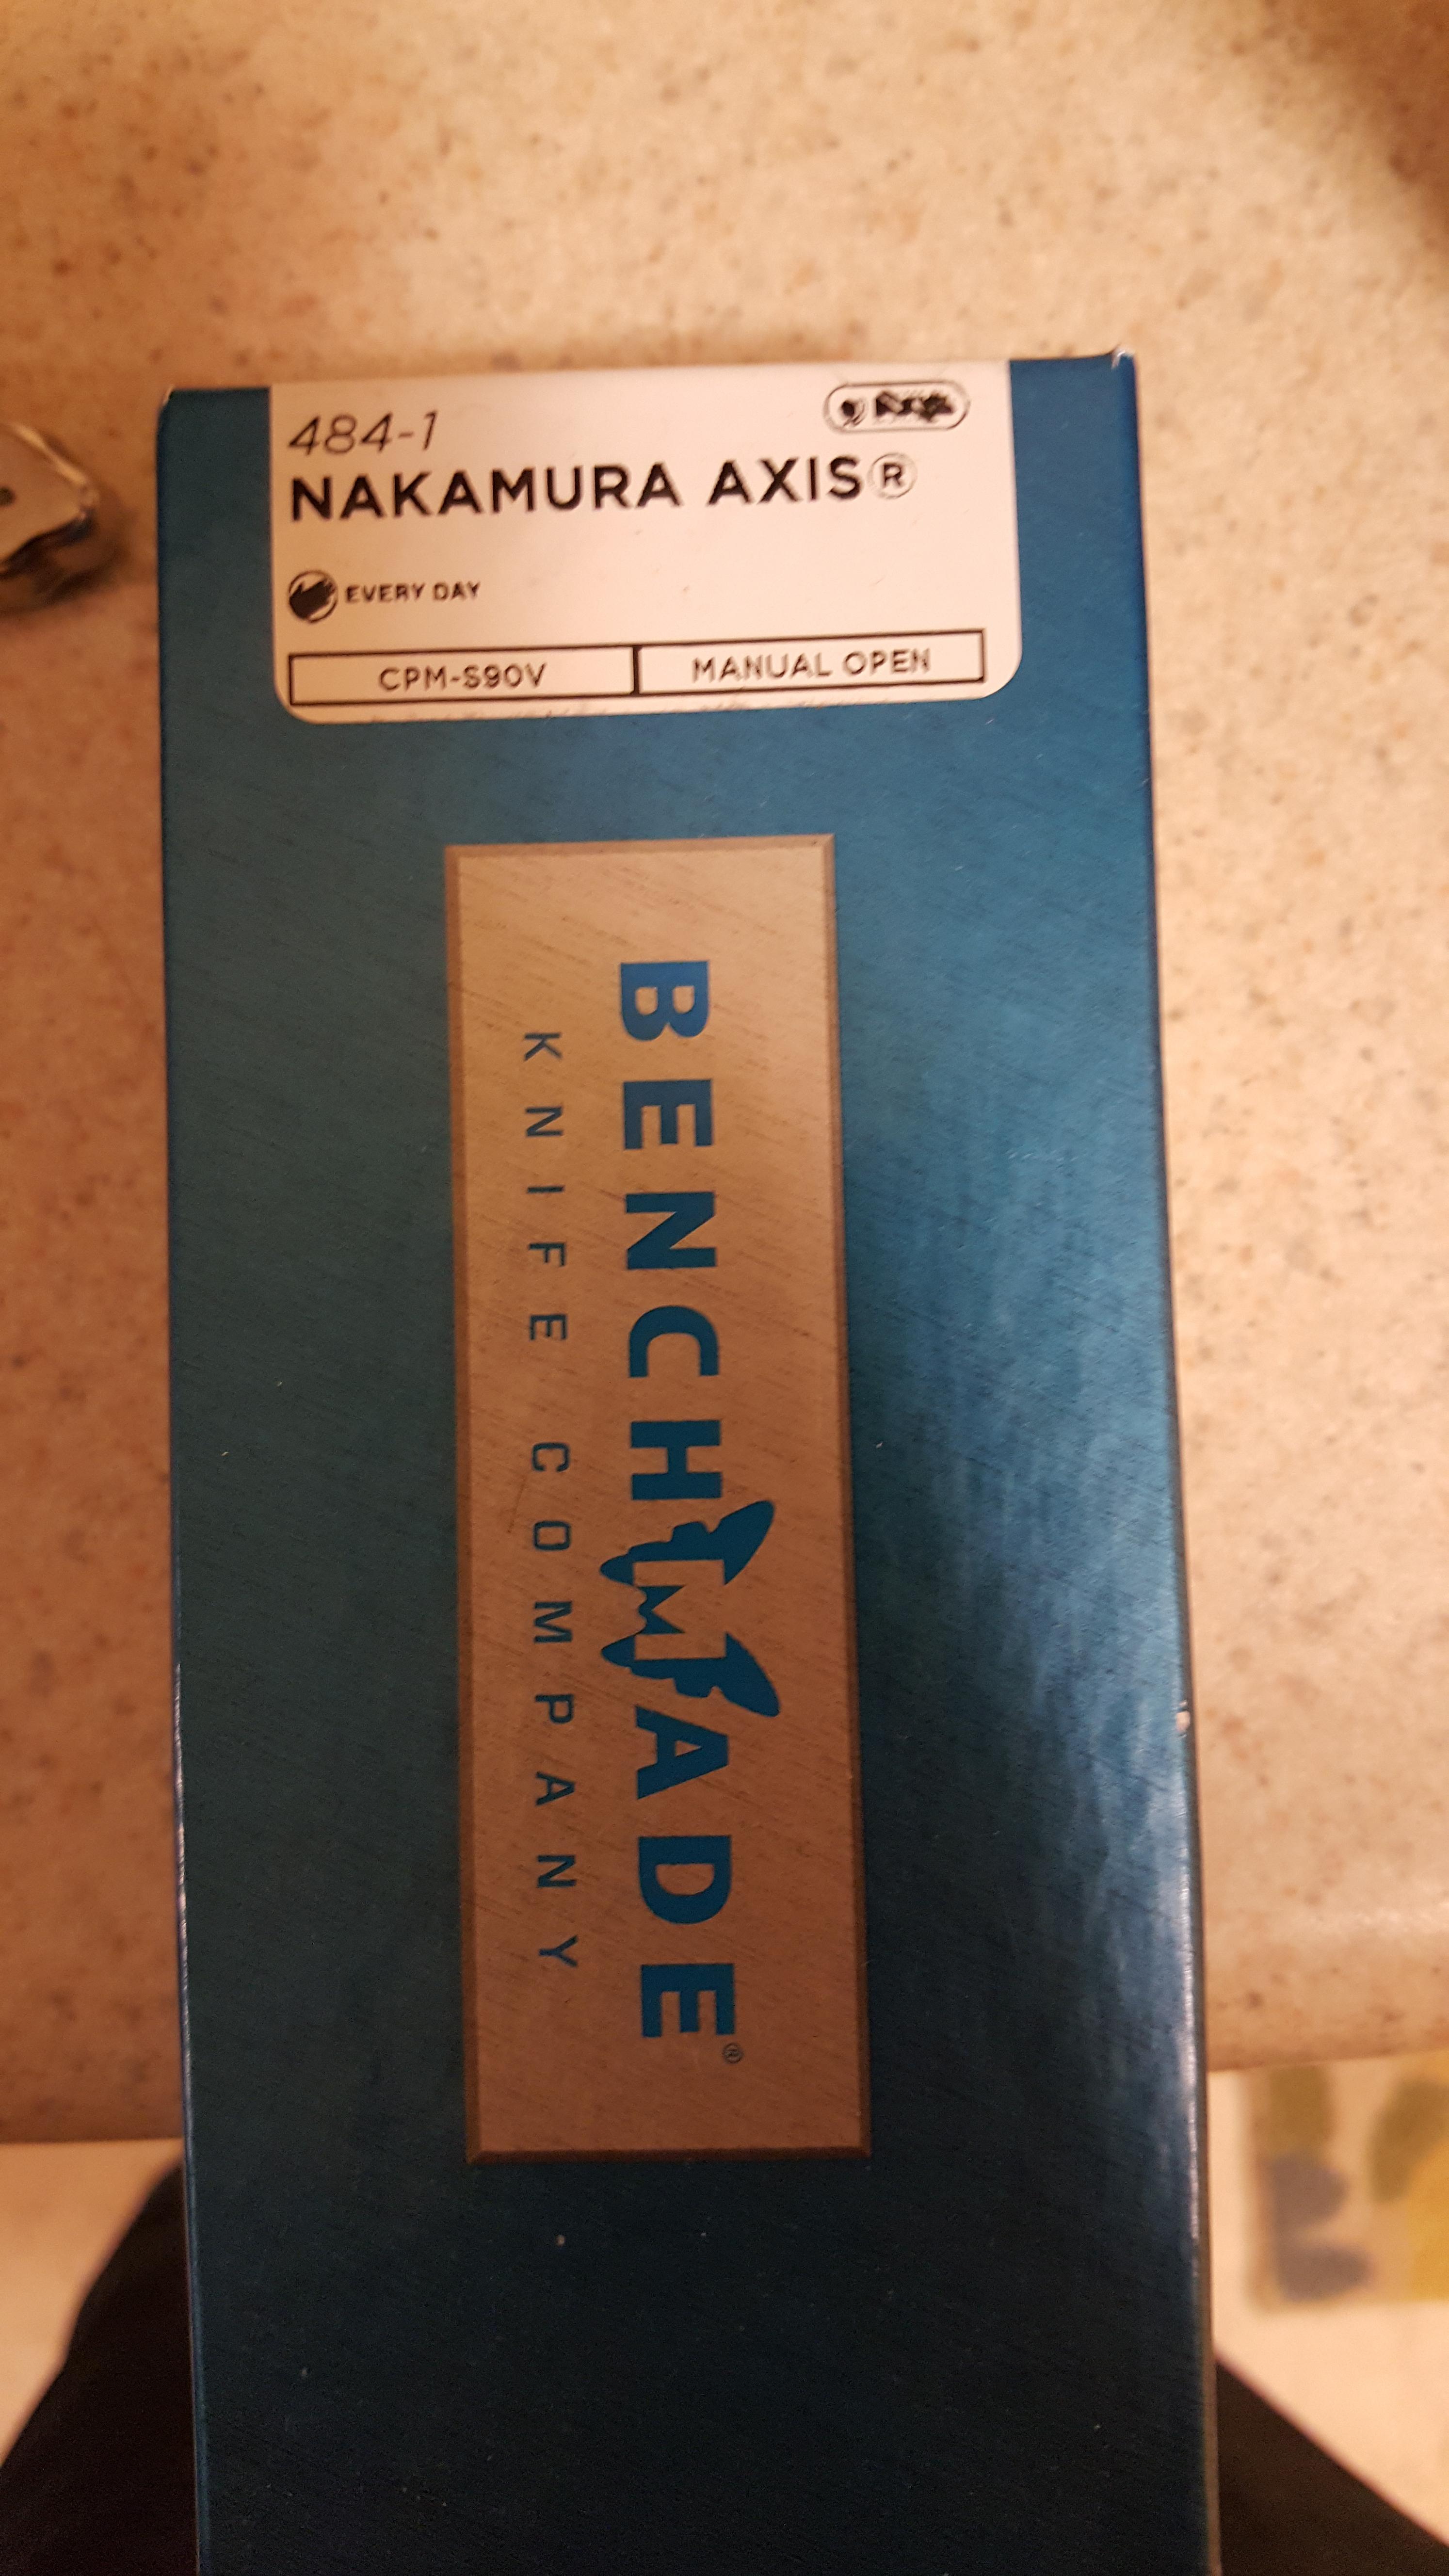 484-1
NAKAMURA AXIS®
EVERY DAY
CPM-S90V
MANUAL OPEN
BENCHMADE®
KNIFE COMPANY